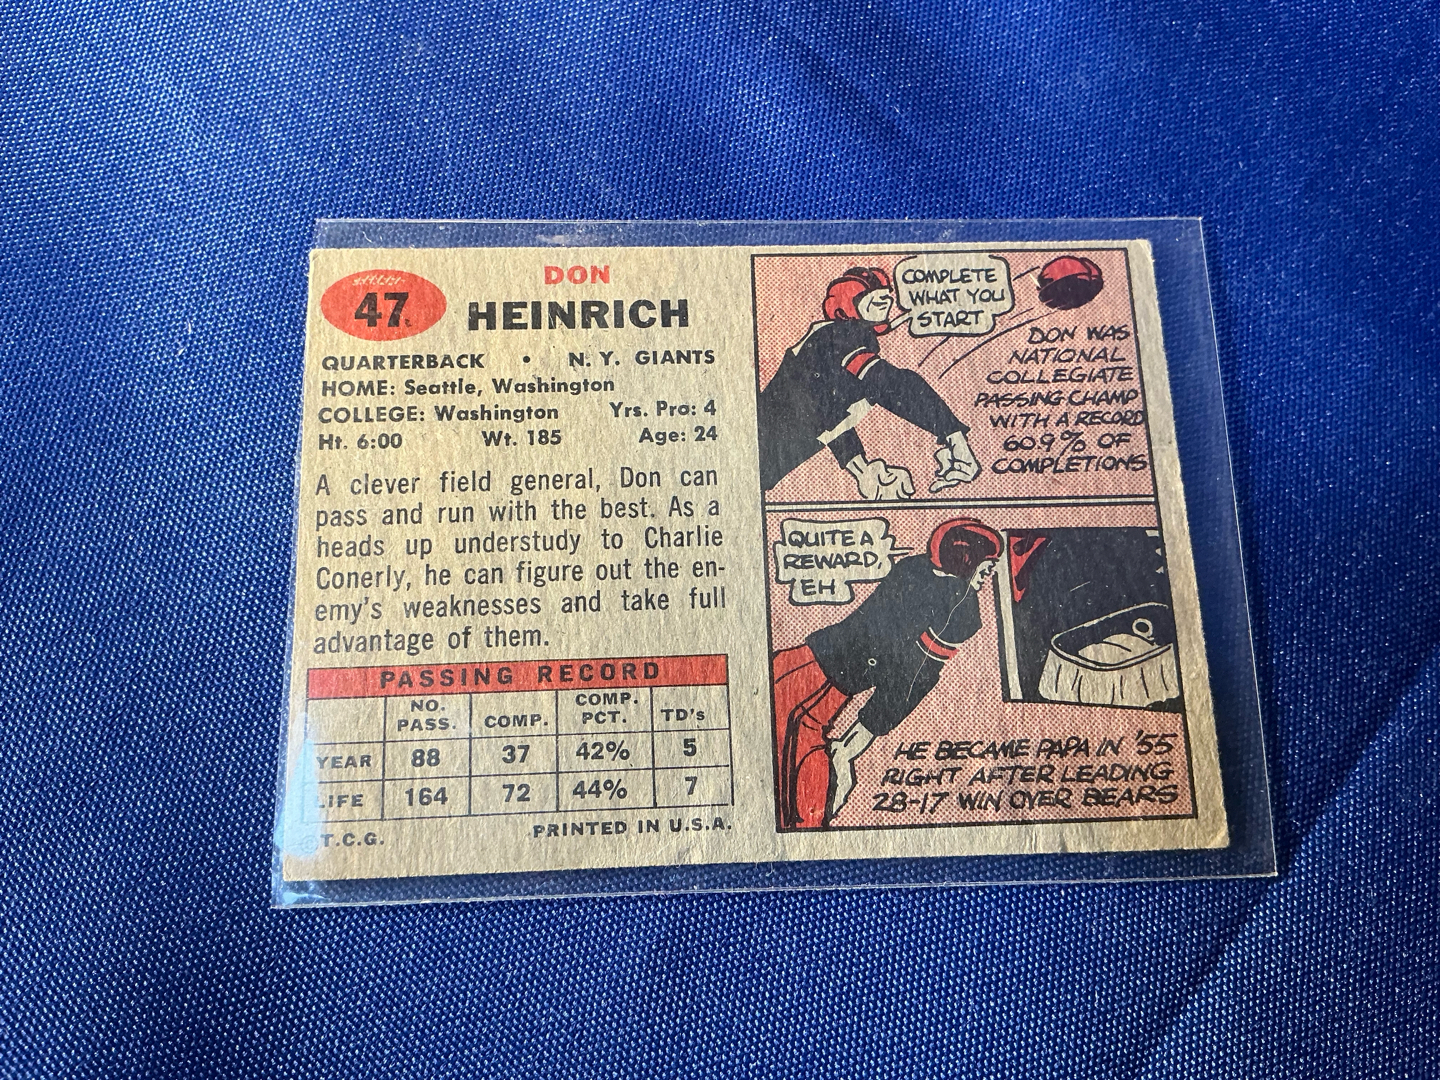 47
DON
HEINRICH
QUARTERBACK • N. Y. GIANTS
HOME: Seattle, Washington
COLLEGE: Washington Yrs. Pro: 4
Ht. 6:00 Wt. 185 Age: 24
A clever field general, Don can
pass and run with the best. As a
heads up understudy to Charlie
Conerly, he can figure out the en-
emy's weaknesses and take full
advantage of them.
PASSING RECORD
NO. PASS. COMP. COMP. PCT. TD's
YEAR 88 37 42% 5
LIFE 164 72 44% 7
©T.C.G. PRINTED IN U.S.A.
COMPLETE
WHAT YOU
START
DON WAS
NATIONAL
COLLEGIATE
PASSING CHAMP
WITH A RECORD
60.9% OF
COMPLETIONS
QUITE A
REWARD,
EH
HE BECAME PAPA IN '55
RIGHT AFTER LEADING
28-17 WIN OVER BEARS